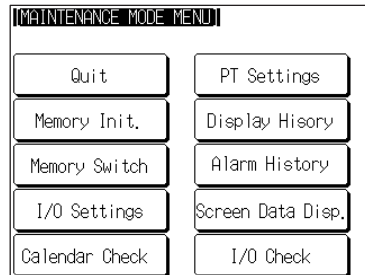 [MAINTENANCE MODE MENU]
Quit
PT Settings
Memory Init.
Display Hisory
Memory Switch
Alarm History
I/O Settings
Screen Data Disp.
Calendar Check
I/O Check